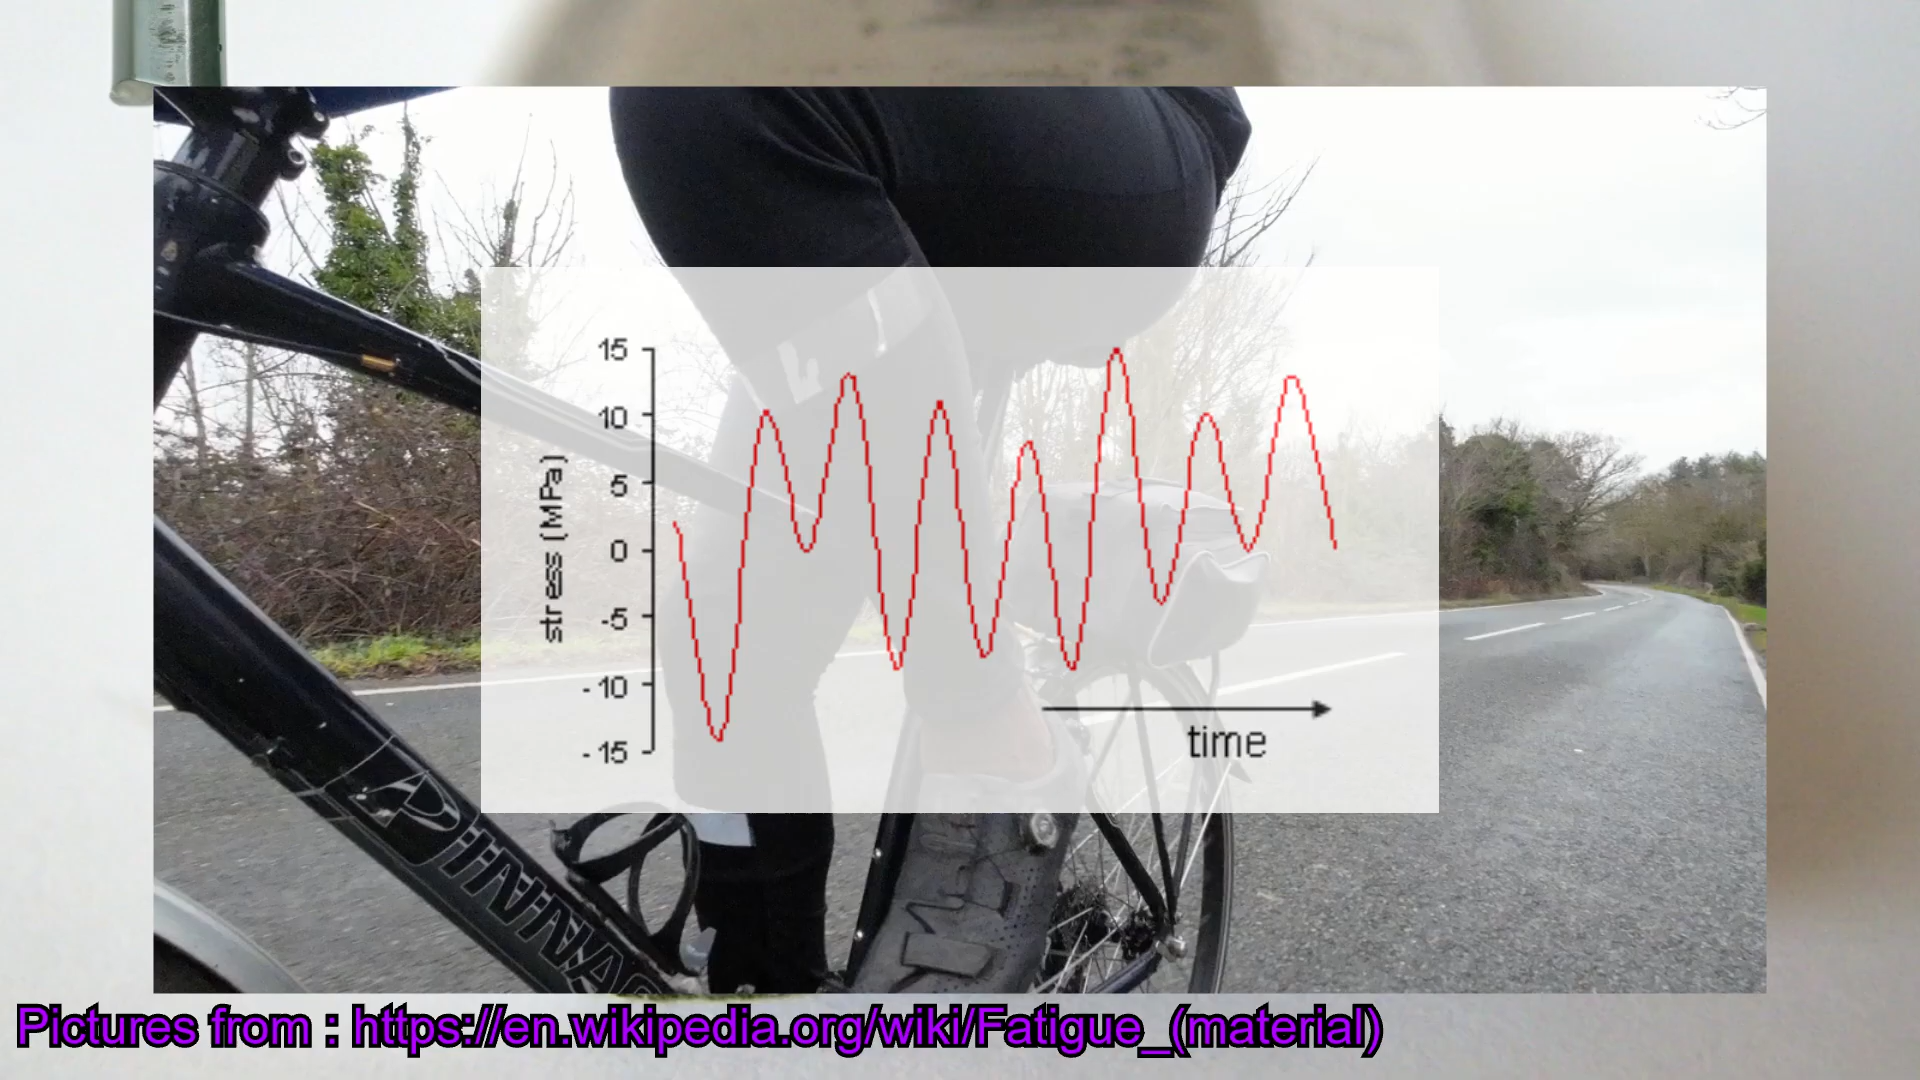 15
10
5
0
-5
-10
-15
stress (MPa)
time
PINNAC
Pictures from : https://en.wikipedia.org/wiki/Fatigue_(material)